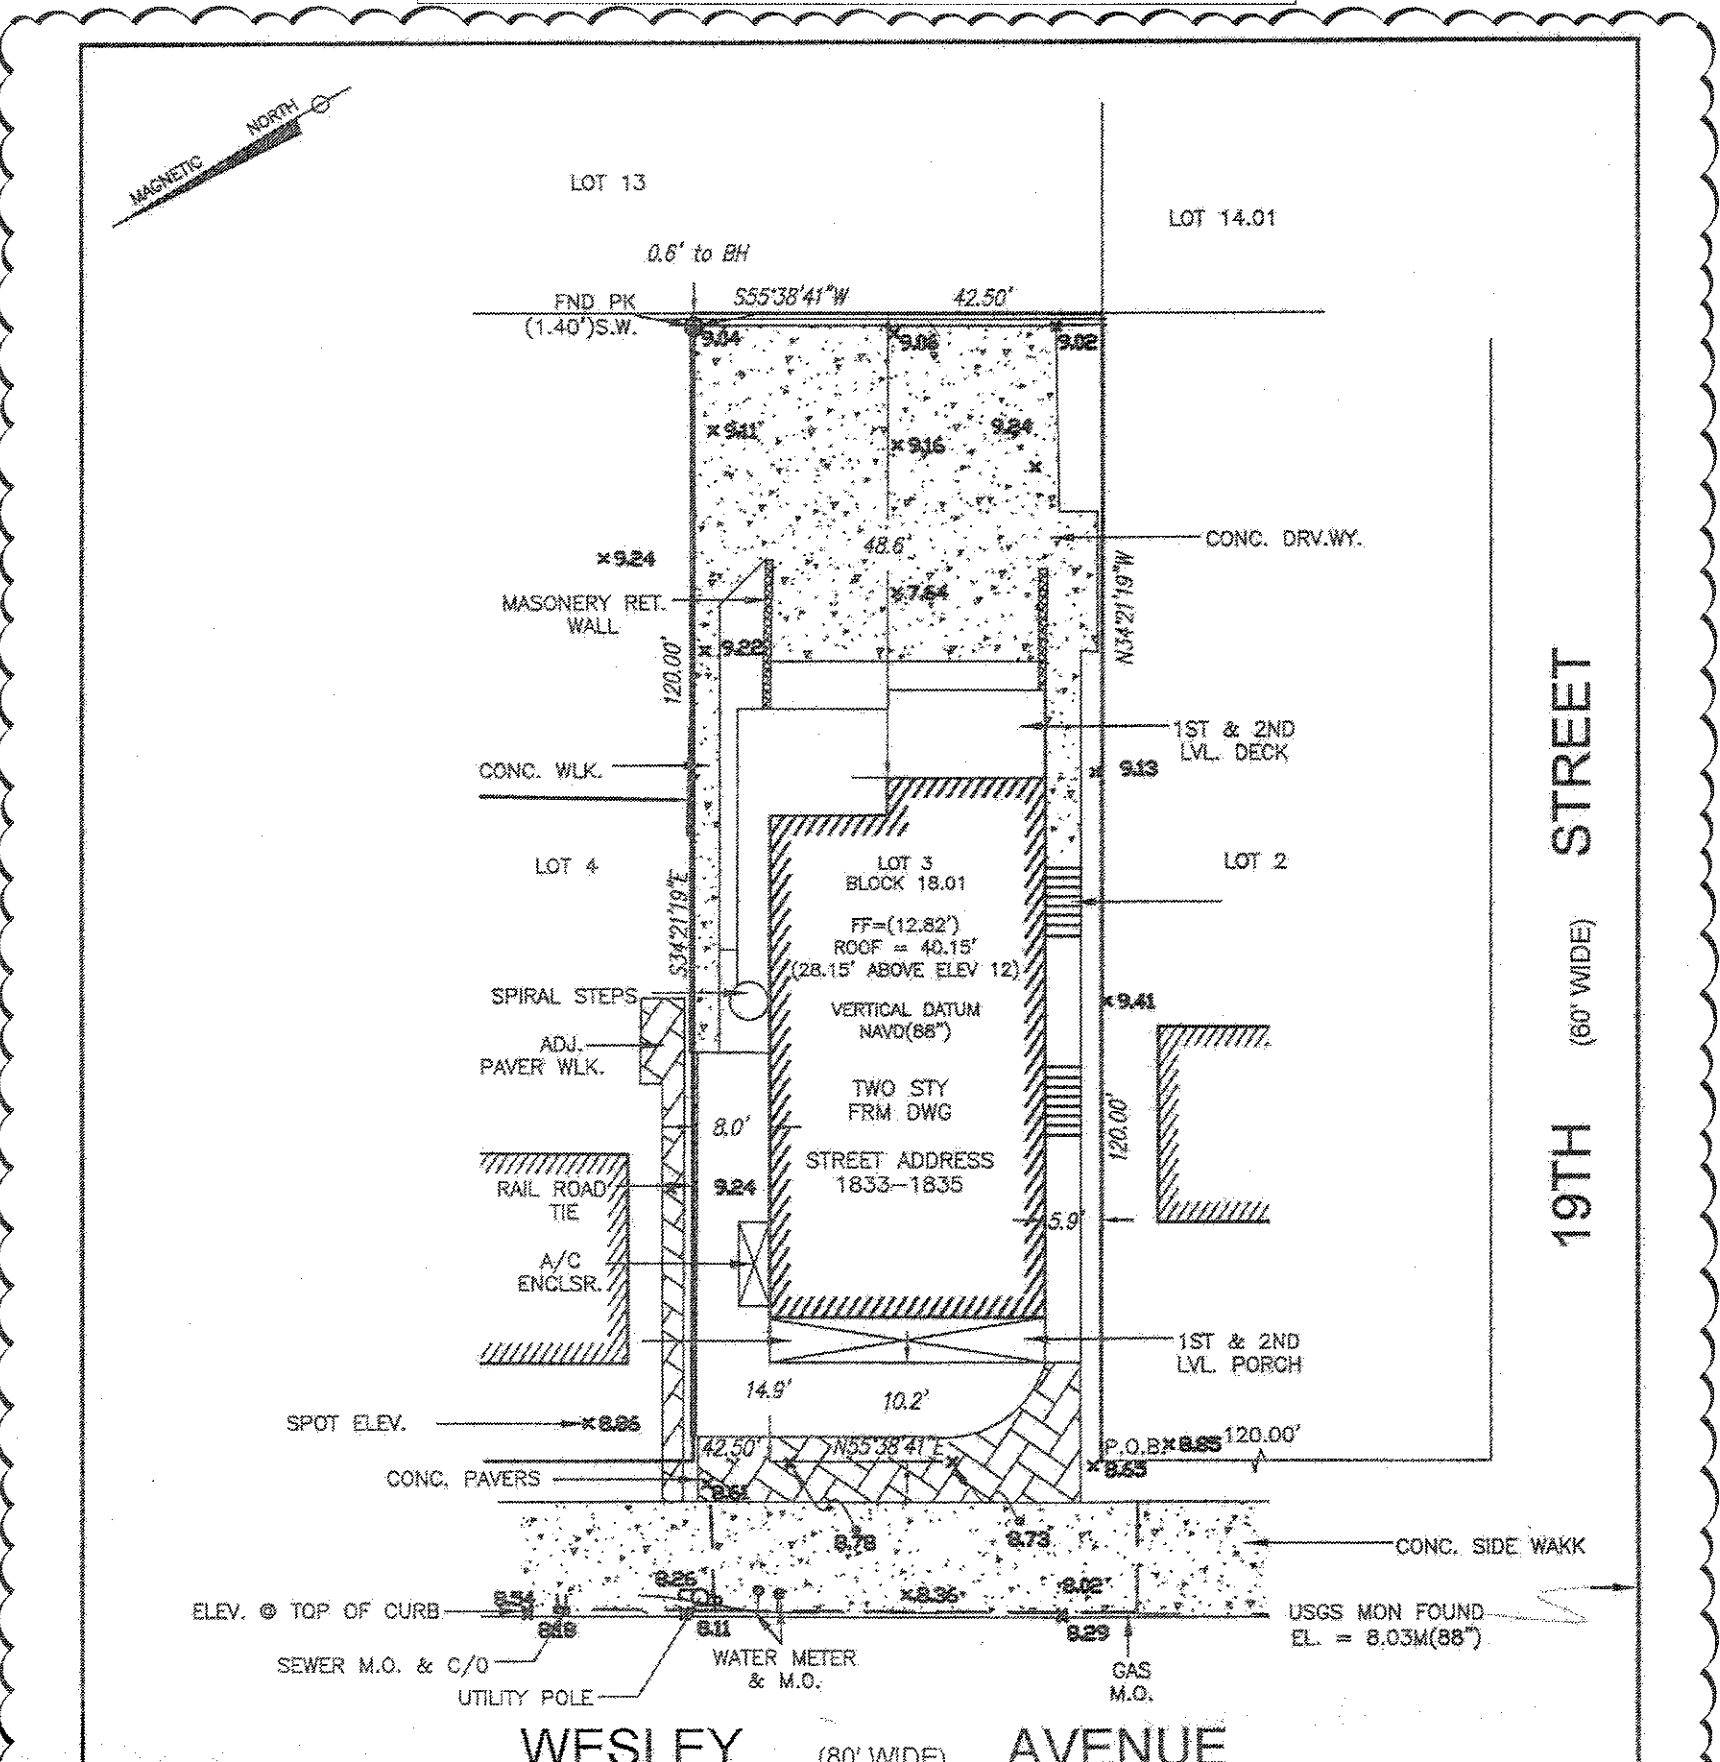 MAGNETIC NORTH
LOT 13
LOT 14.01
0.6' to BH
FND PK
(1.40')S.W.
S55°38'41"W 42.50'
9.04
9.06
9.02
9.11
9.16
9.24
CONC. DRV.WY.
48.6'
9.24
MASONERY RET.
WALL
7.64
N34°21'19"W
9.22
120.00'
1ST & 2ND
LVL. DECK
CONC. WLK.
9.13
LOT 4
LOT 3
BLOCK 18.01
LOT 2
S34°21'19"E
FF=(12.82')
ROOF = 40.15'
(28.15' ABOVE ELEV 12)
SPIRAL STEPS
9.41
VERTICAL DATUM
NAVD(88")
ADJ.
PAVER WLK.
TWO STY
FRM DWG
8.0'
120.00'
STREET ADDRESS
1833-1835
RAIL ROAD
TIE
9.24
5.9'
A/C
ENCLSR.
1ST & 2ND
LVL. PORCH
14.9'
10.2'
SPOT ELEV.
8.86
42.50' N55°38'41"E
P.O.B.
8.85
120.00'
8.65
CONC. PAVERS
8.61
8.78
8.73
CONC. SIDE WAKK
8.26
8.02
8.36
8.54
ELEV. @ TOP OF CURB
8.11
8.29
USGS MON FOUND
EL. = 8.03M(88")
SEWER M.O. & C/O
WATER METER
& M.O.
GAS
M.O.
UTILITY POLE
WESLEY (80' WIDE) AVENUE
19TH (60' WIDE) STREET